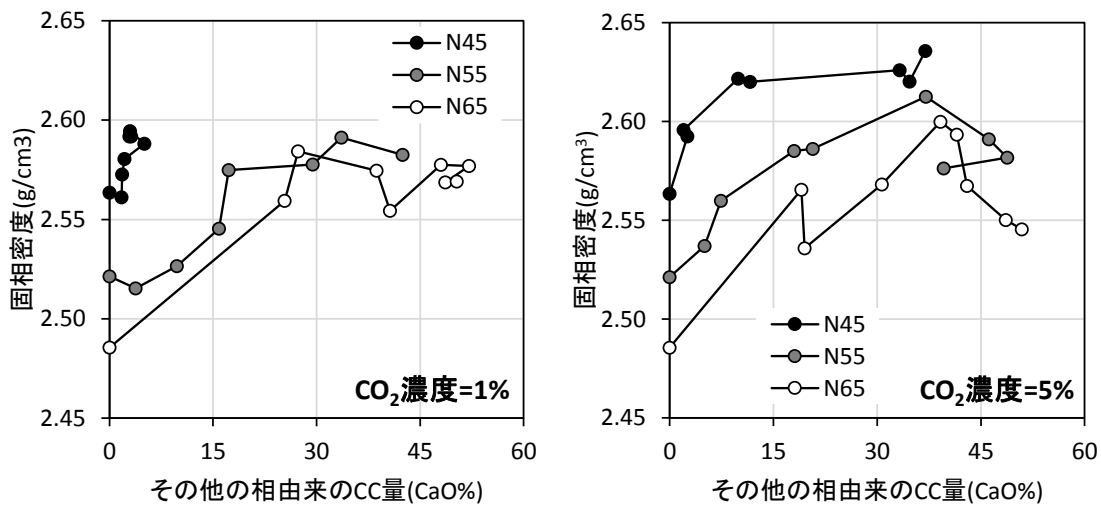 2.65
2.60
2.55
2.50
2.45
固相密度(g/cm3)
N45
N55
N65
CO₂濃度=1%
0 15 30 45 60
その他の相由来のCC量(CaO%)
2.65
2.60
2.55
2.50
2.45
固相密度(g/cm³)
N45
N55
N65
CO₂濃度=5%
0 15 30 45 60
その他の相由来のCC量(CaO%)